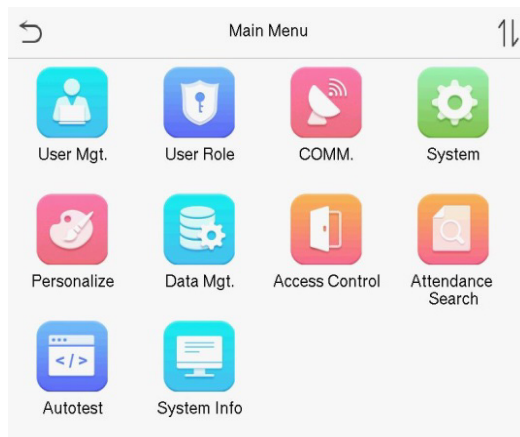 Main Menu
User Mgt.
User Role
COMM.
System
Personalize
Data Mgt.
Access Control
Attendance
Search
</>
Autotest
System Info